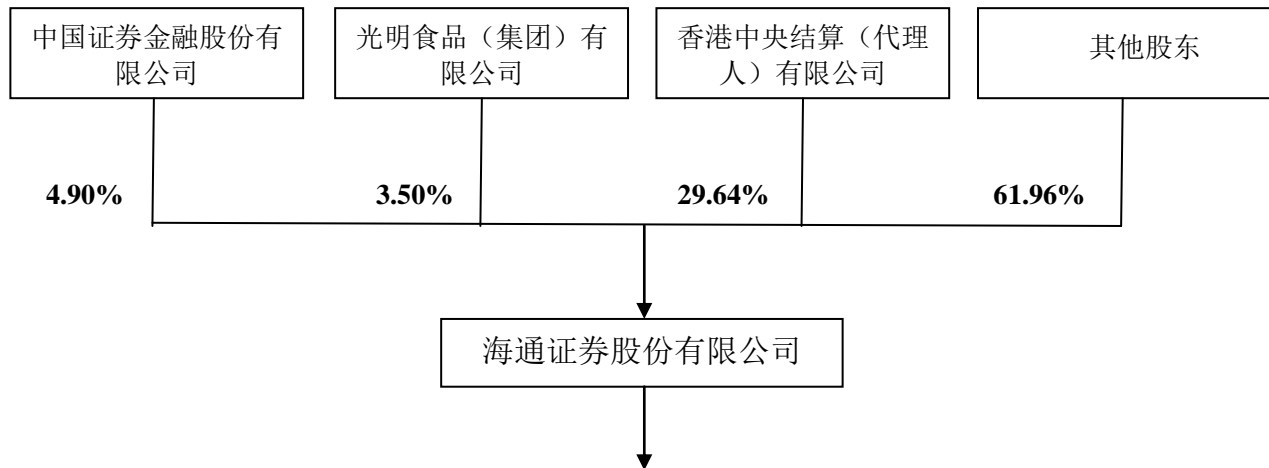 中国证券金融股份有
限公司
光明食品（集团）有
限公司
香港中央结算（代理
人）有限公司
其他股东
4.90%
3.50%
29.64%
61.96%
海通证券股份有限公司